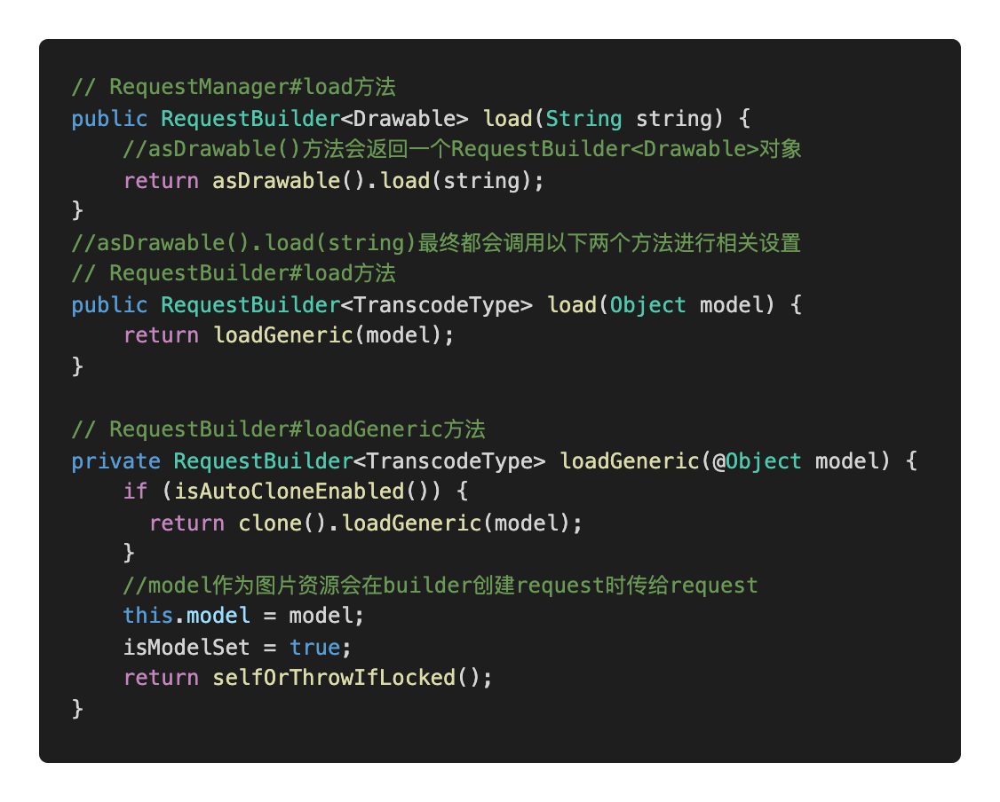 // RequestManager#load方法
public RequestBuilder<Drawable> load(String string) {
    //asDrawable()方法会返回一个RequestBuilder<Drawable>对象
    return asDrawable().load(string);
}
//asDrawable().load(string)最终都会调用以下两个方法进行相关设置
// RequestBuilder#load方法
public RequestBuilder<TranscodeType> load(Object model) {
    return loadGeneric(model);
}

// RequestBuilder#loadGeneric方法
private RequestBuilder<TranscodeType> loadGeneric(@Object model) {
    if (isAutoCloneEnabled()) {
      return clone().loadGeneric(model);
    }
    //model作为图片资源会在builder创建request时传给request
    this.model = model;
    isModelSet = true;
    return selfOrThrowIfLocked();
}